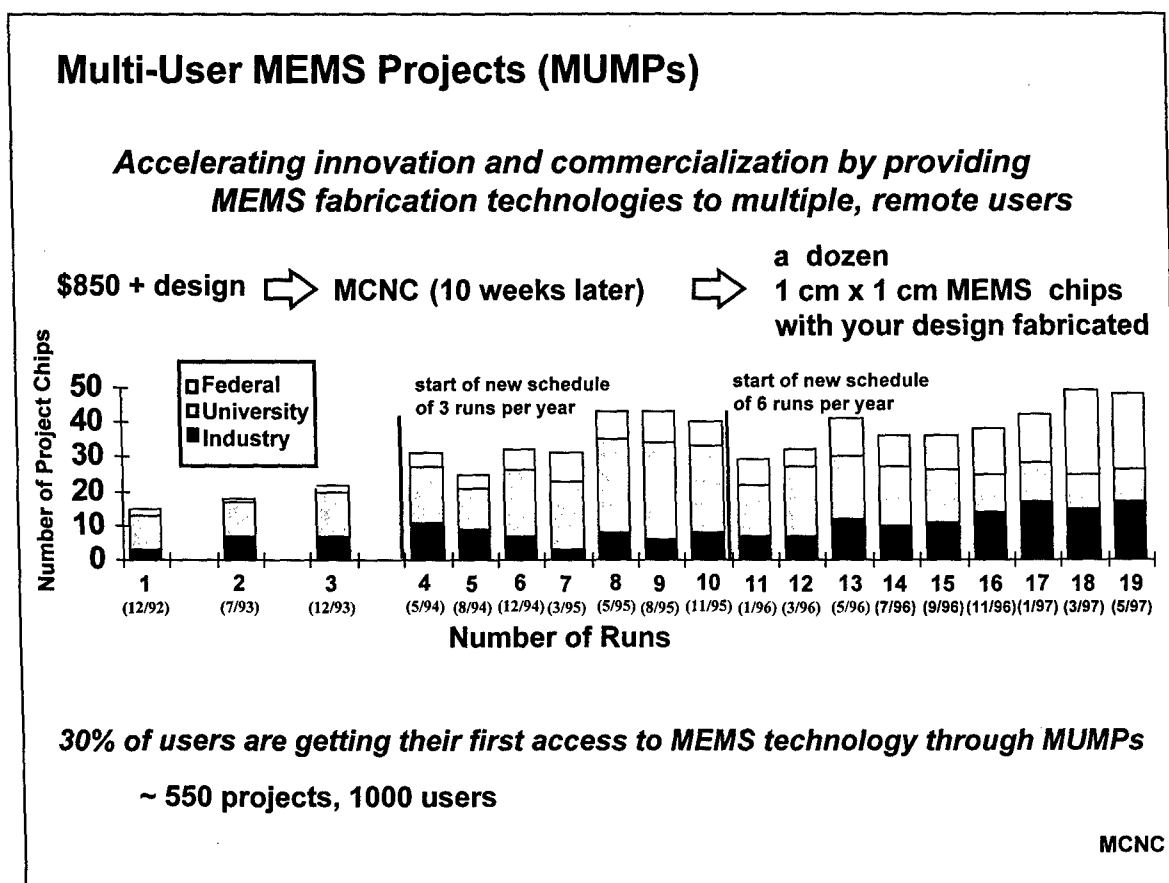 Multi-User MEMS Projects (MUMPs)
Accelerating innovation and commercialization by providing
MEMS fabrication technologies to multiple, remote users
$850 + design
MCNC (10 weeks later)
a dozen
1 cm x 1 cm MEMS chips
with your design fabricated
Number of Project Chips
50
40
30
20
10
0
Federal
University
Industry
start of new schedule
of 3 runs per year
start of new schedule
of 6 runs per year
1 2 3 4 5 6 7 8 9 10 11 12 13 14 15 16 17 18 19
(12/92) (7/93) (12/93) (5/94) (8/94) (12/94) (3/95) (5/95) (8/95) (11/95) (1/96) (3/96) (5/96) (7/96) (9/96) (11/96) (1/97) (3/97) (5/97)
Number of Runs
30% of users are getting their first access to MEMS technology through MUMPs
~ 550 projects, 1000 users
MCNC